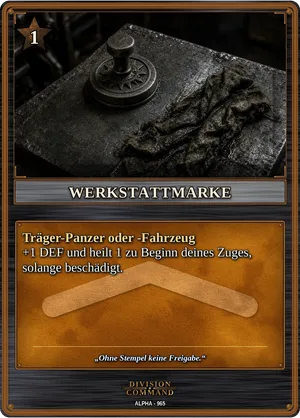 1
WERKSTATTMARKE
Träger-Panzer oder -Fahrzeug
+1 DEF und heilt 1 zu Beginn deines Zuges,
solange beschädigt.
„Ohne Stempel keine Freigabe.“
DIVISION
COMMAND
ALPHA - 965